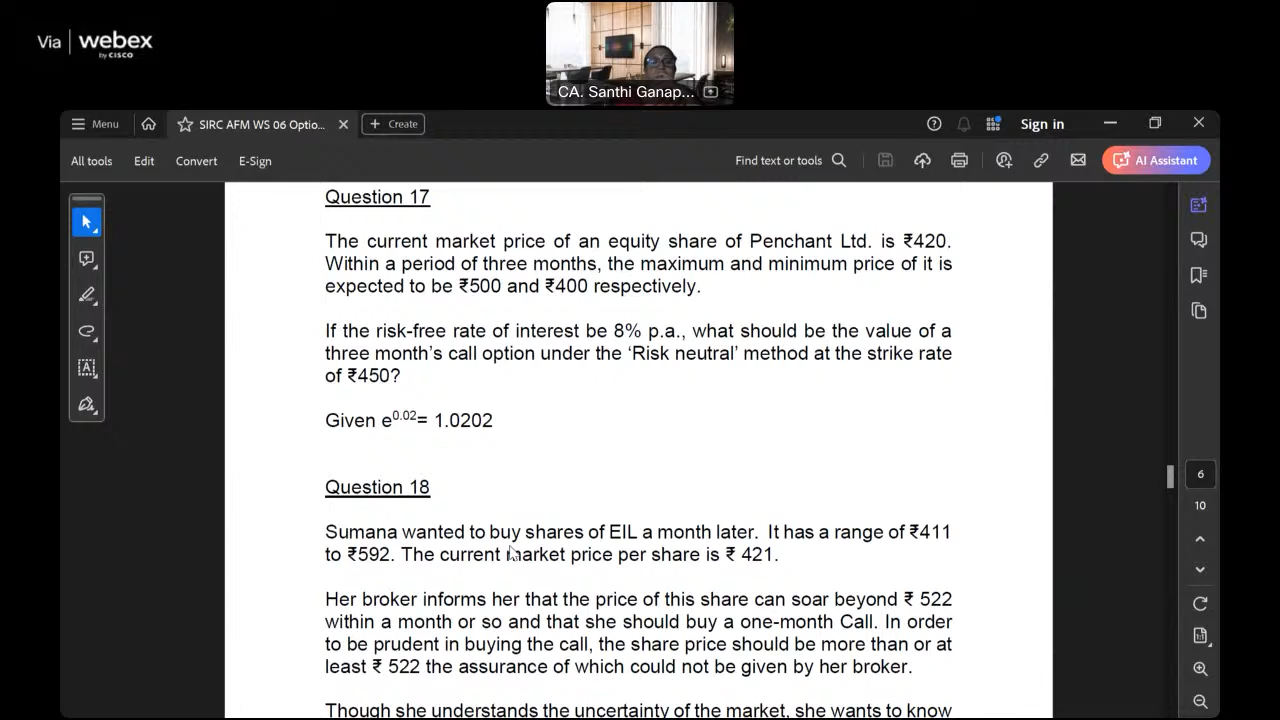 Via webex
by CISCO
CA. Santhi Ganap...
Menu
SIRC AFM WS 06 Optio...
Create
Sign in
All tools
Edit
Convert
E-Sign
Find text or tools
AI Assistant
Question 17
The current market price of an equity share of Penchant Ltd. is ₹420.
Within a period of three months, the maximum and minimum price of it is
expected to be ₹500 and ₹400 respectively.
If the risk-free rate of interest be 8% p.a., what should be the value of a
three month's call option under the ‘Risk neutral’ method at the strike rate
of ₹450?
Given e0.02= 1.0202
Question 18
Sumana wanted to buy shares of EIL a month later. It has a range of ₹411
to ₹592. The current market price per share is ₹ 421.
Her broker informs her that the price of this share can soar beyond ₹ 522
within a month or so and that she should buy a one-month Call. In order
to be prudent in buying the call, the share price should be more than or at
least ₹ 522 the assurance of which could not be given by her broker.
Though she understands the uncertainty of the market, she wants to know
6
10